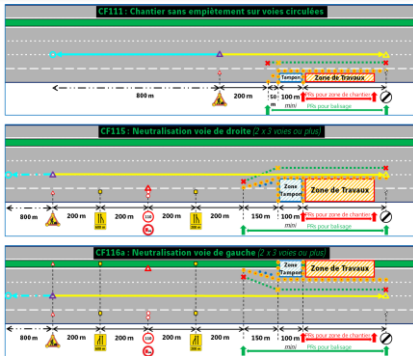 CF111 : Chantier sans empiètement sur voies circulées
Tampon
Zone de Travaux
800 m
200 m
100 m
mini
PRs pour zone de chantier
PRs pour balisage
CF115 : Neutralisation voie de droite (2 x 3 voies ou plus)
Zone Tampon
Zone de Travaux
800 m
200 m
200 m
200 m
200 m
150 m
100 m
mini
PRs pour zone de chantier
PRs pour balisage
CF116a : Neutralisation voie de gauche (2 x 3 voies ou plus)
Zone Tampon
Zone de Travaux
800 m
200 m
200 m
200 m
200 m
150 m
100 m
mini
PRs pour zone de chantier
PRs pour balisage